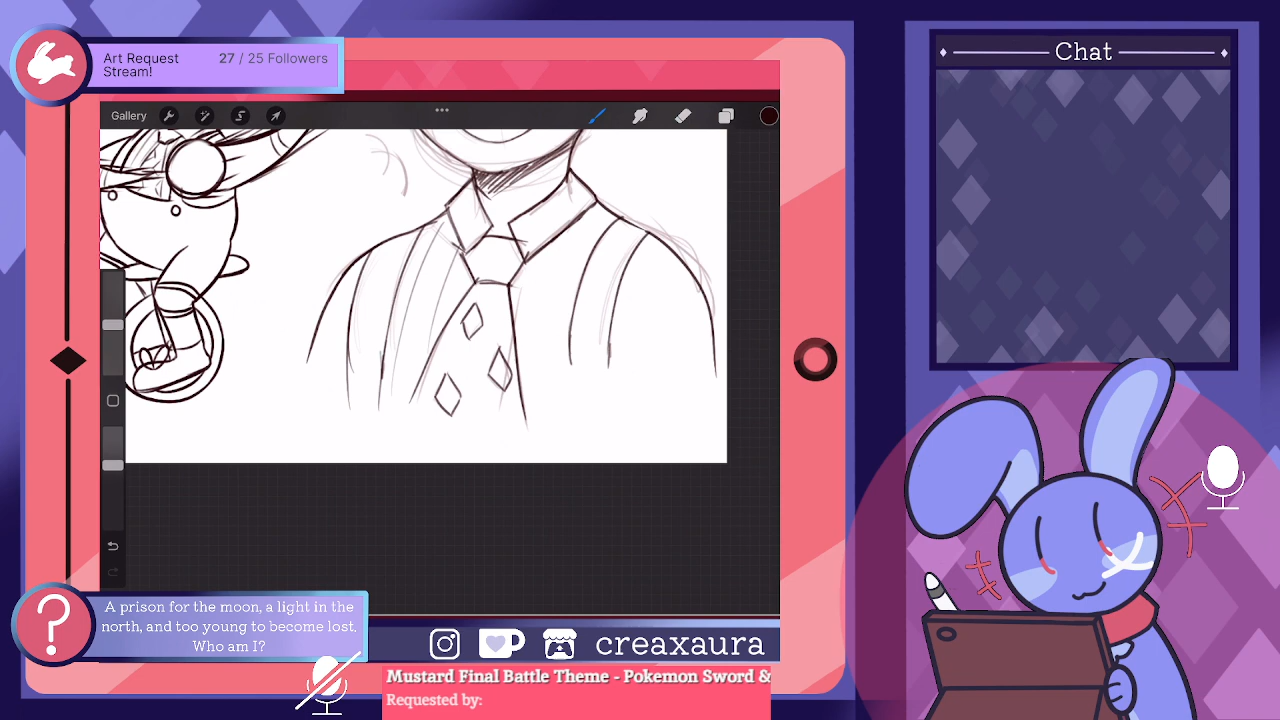 Art Request
Stream!
27 / 25 Followers
Chat
Gallery
A prison for the moon, a light in the
north, and too young to become lost.
Who am I?
creaxaura
Mustard Final Battle Theme - Pokemon Sword &
Requested by: